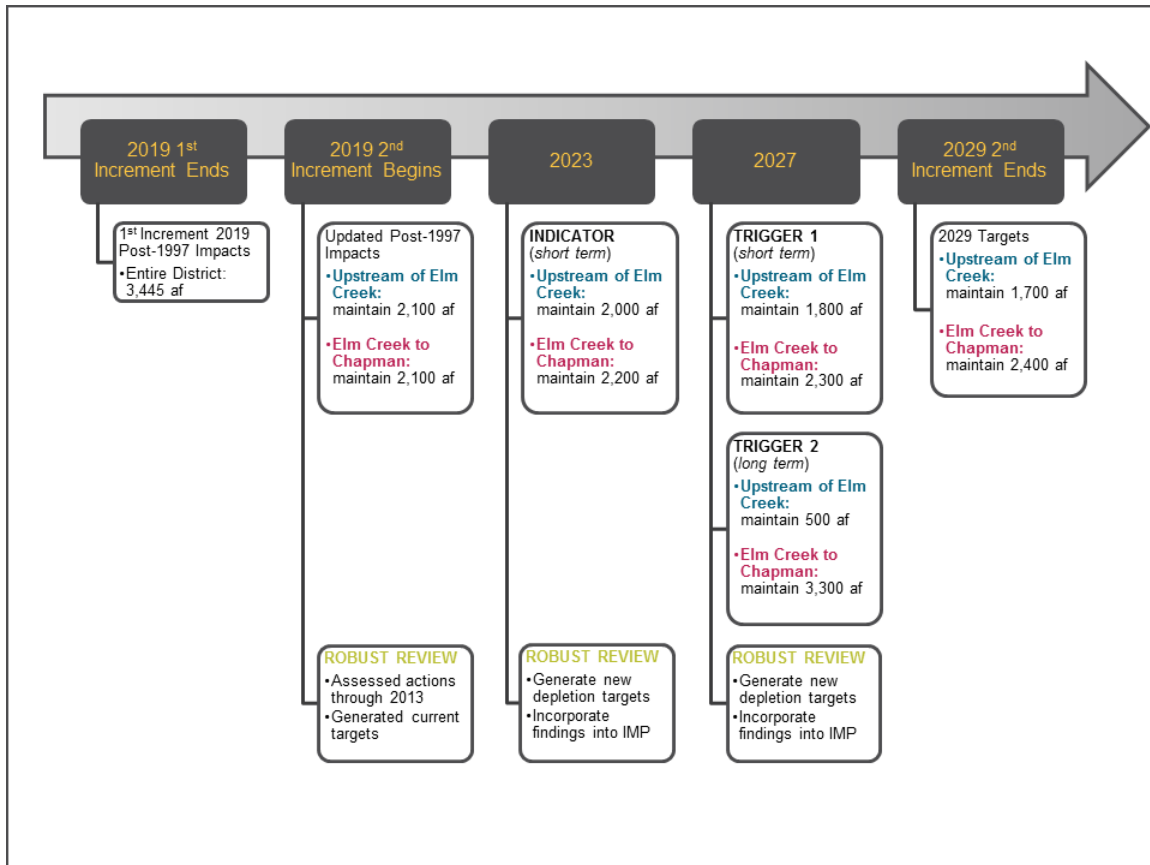 2019 1st
Increment Ends
2019 2nd
Increment Begins
2023
2027
2029 2nd
Increment Ends
1st Increment 2019
Post-1997 Impacts
•Entire District:
3,445 af
Updated Post-1997
Impacts
•Upstream of Elm
Creek:
maintain 2,100 af
•Elm Creek to
Chapman:
maintain 2,100 af
INDICATOR
(short term)
•Upstream of Elm
Creek:
maintain 2,000 af
•Elm Creek to
Chapman:
maintain 2,200 af
TRIGGER 1
(short term)
•Upstream of Elm
Creek:
maintain 1,800 af
•Elm Creek to
Chapman:
maintain 2,300 af
2029 Targets
•Upstream of Elm
Creek:
maintain 1,700 af
•Elm Creek to
Chapman:
maintain 2,400 af
TRIGGER 2
(long term)
•Upstream of Elm
Creek:
maintain 500 af
•Elm Creek to
Chapman:
maintain 3,300 af
ROBUST REVIEW
•Assessed actions
through 2013
•Generated current
targets
ROBUST REVIEW
•Generate new
depletion targets
•Incorporate
findings into IMP
ROBUST REVIEW
•Generate new
depletion targets
•Incorporate
findings into IMP